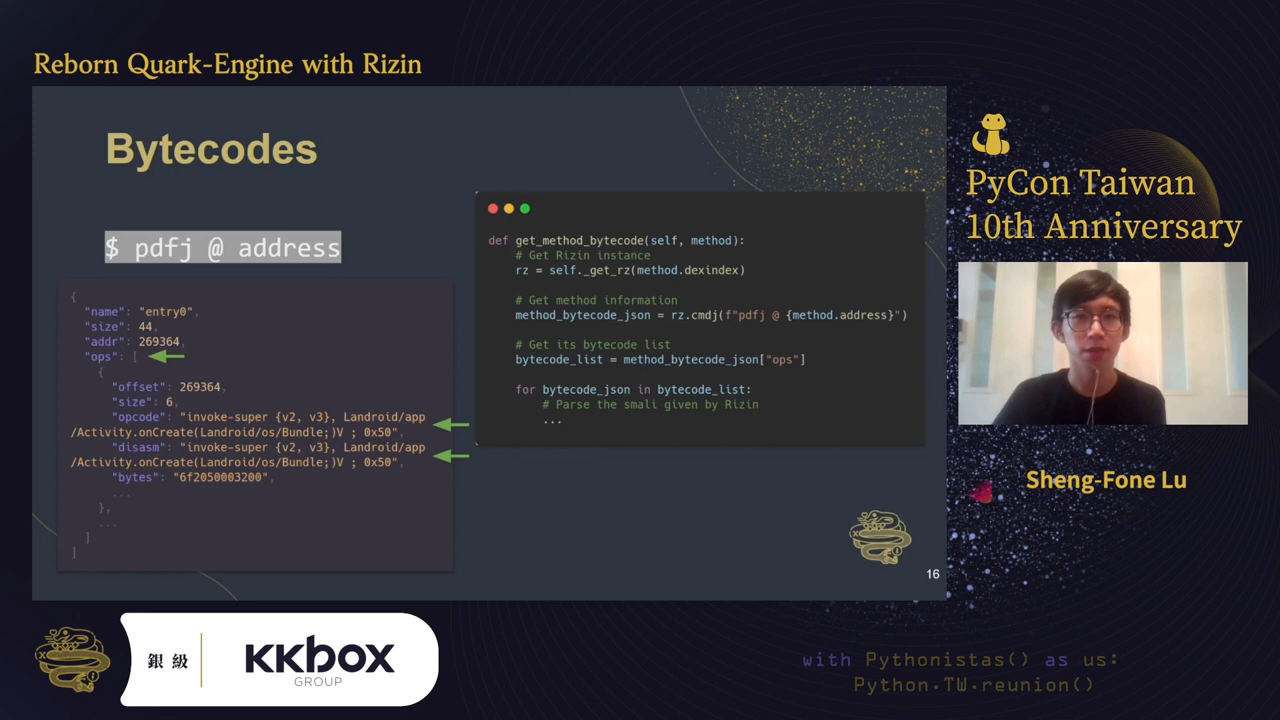 Reborn Quark-Engine with Rizin
Bytecodes
$ pdfj @ address
{
"name": "entry0",
"size": 44,
"addr": 269364,
"ops": [
{
"offset": 269364,
"size": 6,
"opcode": "invoke-super {v2, v3}, Landroid/app
/Activity.onCreate(Landroid/os/Bundle;)V ; 0x50",
"disasm": "invoke-super {v2, v3}, Landroid/app
/Activity.onCreate(Landroid/os/Bundle;)V ; 0x50",
"bytes": "6f2050003200",
...
},
...
]
]
def get_method_bytecode(self, method):
# Get Rizin instance
rz = self._get_rz(method.dexindex)
# Get method information
method_bytecode_json = rz.cmdj(f"pdfj @ {method.address}")
# Get its bytecode list
bytecode_list = method_bytecode_json["ops"]
for bytecode_json in bytecode_list:
# Parse the smali given by Rizin
...
16
PyCon Taiwan
10th Anniversary
Sheng-Fone Lu
銀級
KKBOX
GROUP
with Pythonistas() as us:
Python.TW.reunion()